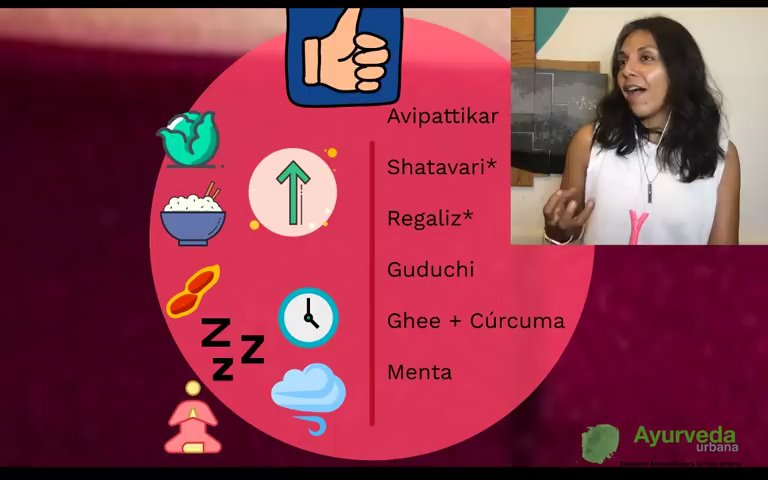 Avipattikar
Shatavari*
Regaliz*
Guduchi
Ghee + Cúrcuma
Menta
Z
Z
Z
Ayurveda
urbana